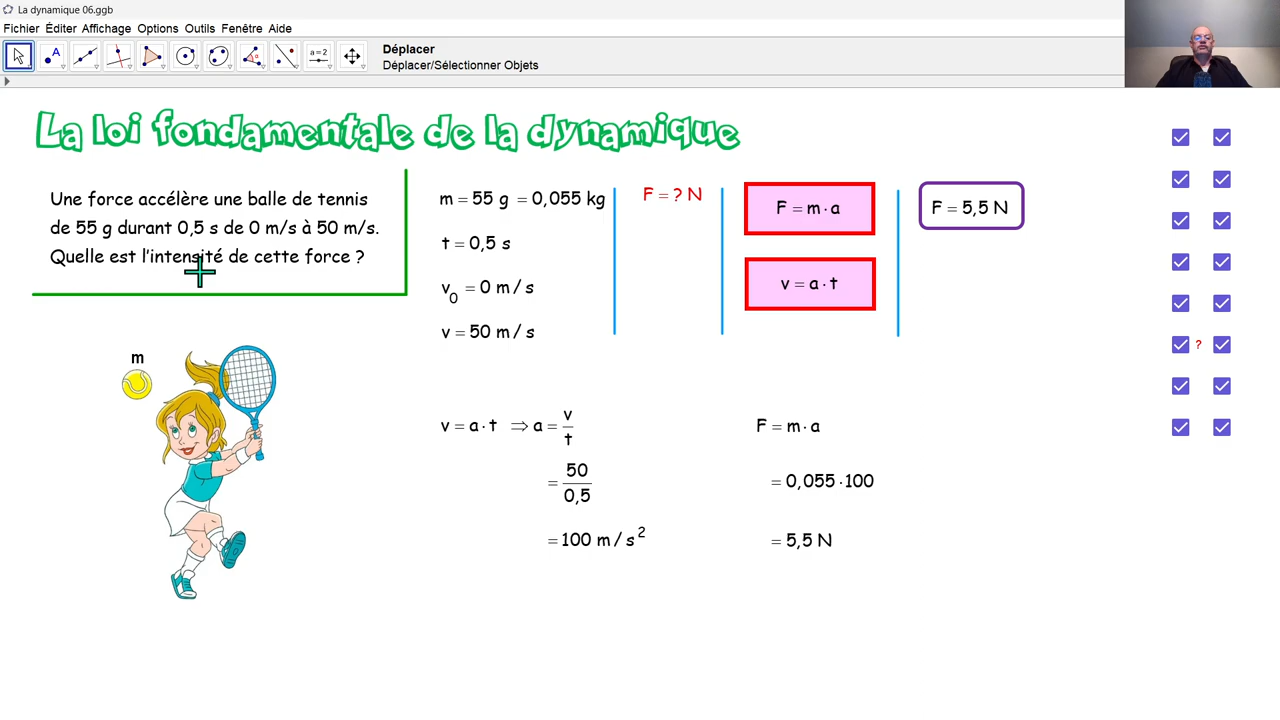 La dynamique 06.ggb
Fichier Éditer Affichage Options Outils Fenêtre Aide
A
a=2
Déplacer
Déplacer/Sélectionner Objets
La loi fondamentale de la dynamique
Une force accélère une balle de tennis
de 55 g durant 0,5 s de 0 m/s à 50 m/s.
Quelle est l'intensité de cette force ?
m = 55 g = 0,055 kg
t = 0,5 s
v₀ = 0 m / s
v = 50 m / s
F = ? N
F = m · a
v = a · t
F = 5,5 N
?
m
v = a · t ⇒ a = v/t
= 50/0,5
= 100 m / s²
F = m · a
= 0,055 · 100
= 5,5 N